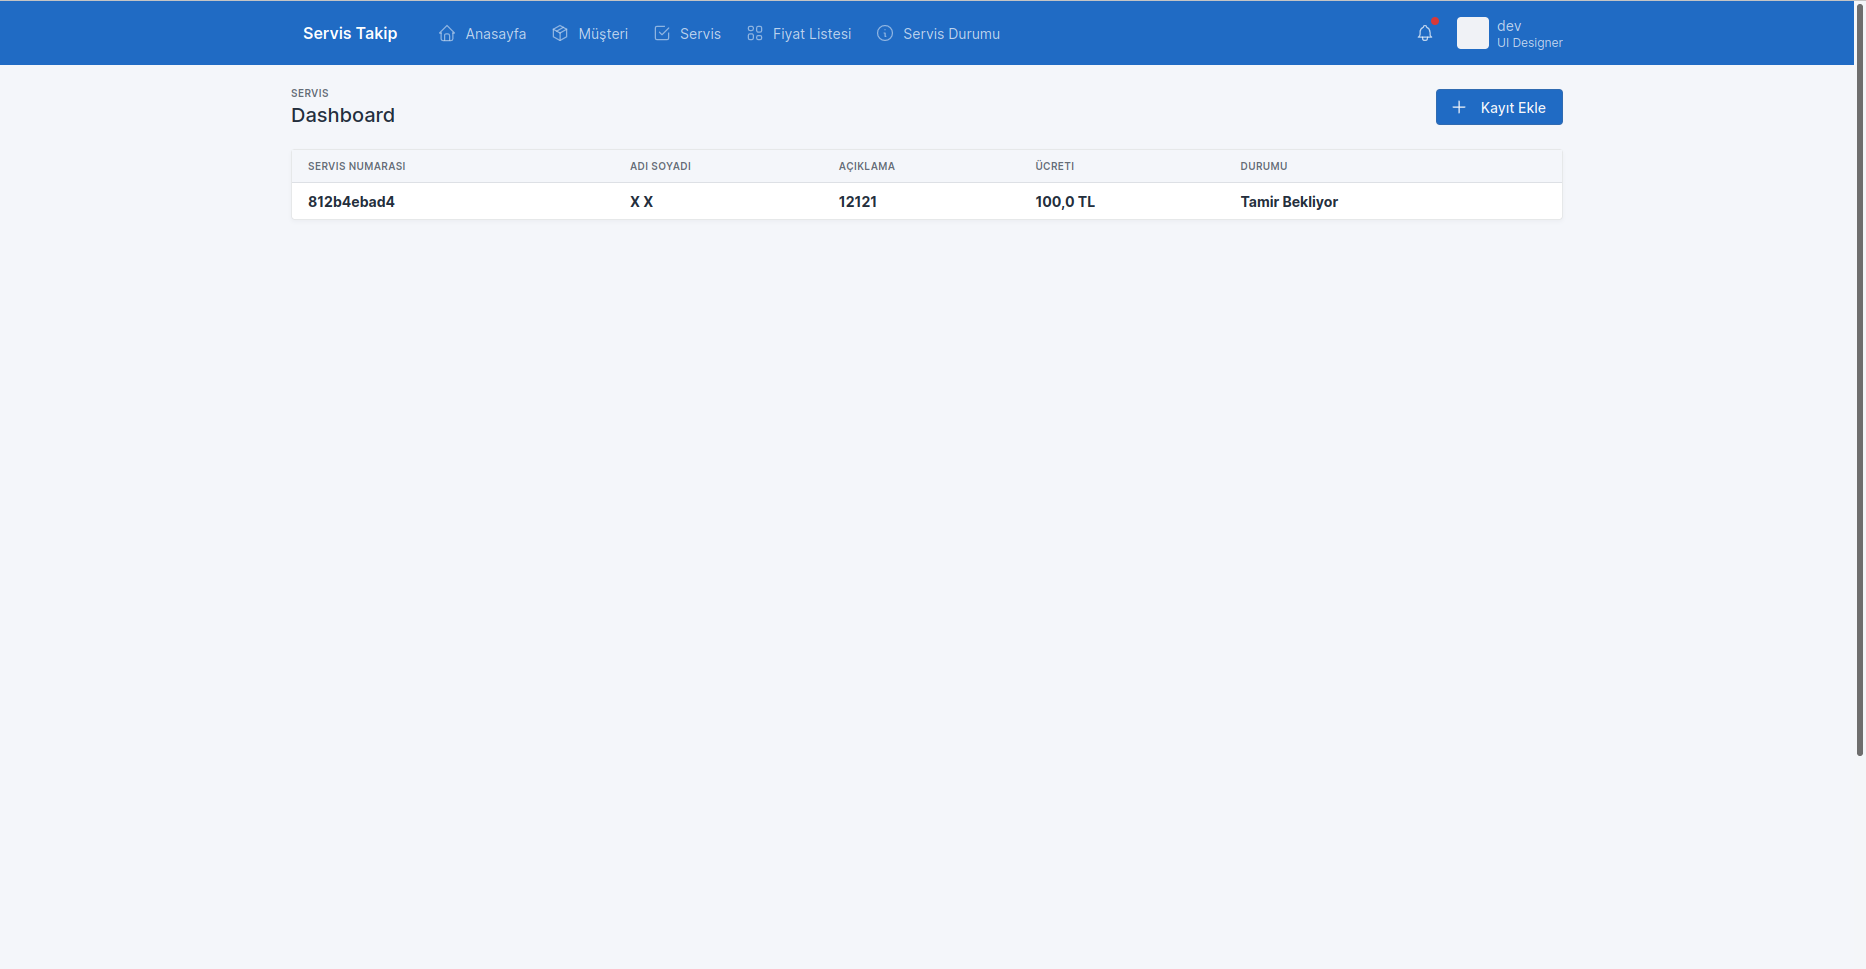 Servis Takip Anasayfa Müşteri Servis Fiyat Listesi Servis Durumu dev
UI Designer
SERVIS
Dashboard
Kayıt Ekle
SERVIS NUMARASI ADI SOYADI AÇIKLAMA ÜCRETI DURUMU
812b4ebad4 X X 12121 100,0 TL Tamir Bekliyor